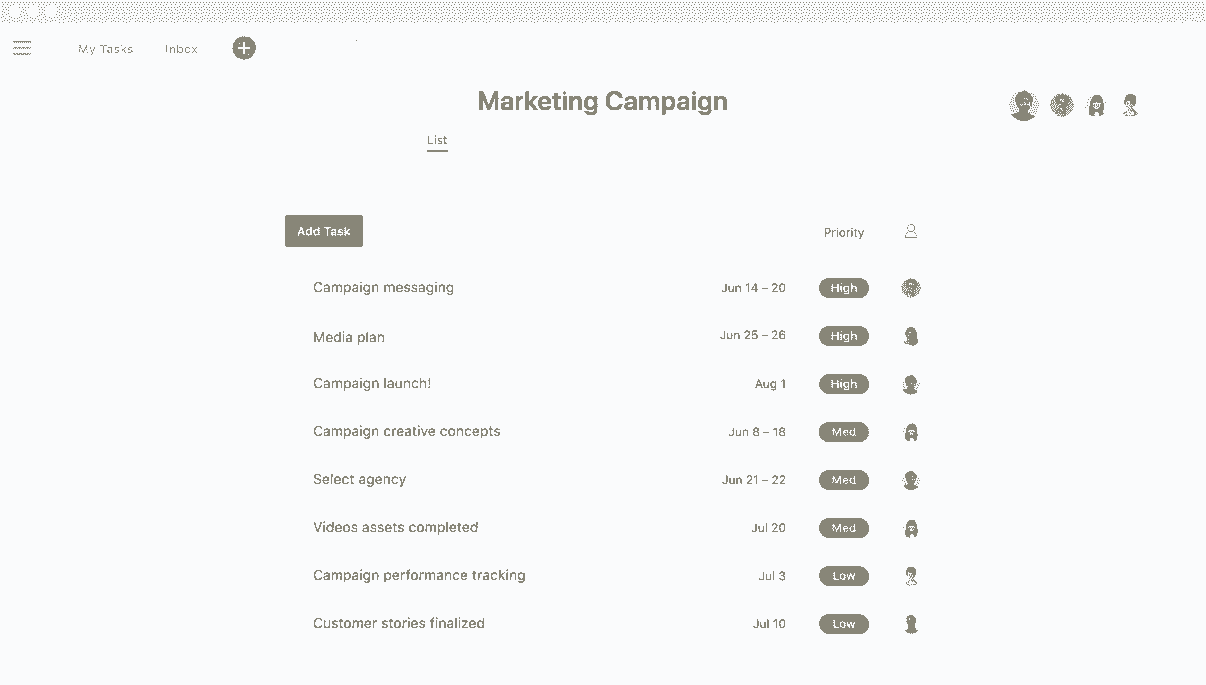 My Tasks Inbox
Marketing Campaign
List
Add Task Priority
Campaign messaging Jun 14 – 20 High
Media plan Jun 25 – 26 High
Campaign launch! Aug 1 High
Campaign creative concepts Jun 8 – 18 Med
Select agency Jun 21 – 22 Med
Videos assets completed Jul 20 Med
Campaign performance tracking Jul 3 Low
Customer stories finalized Jul 10 Low